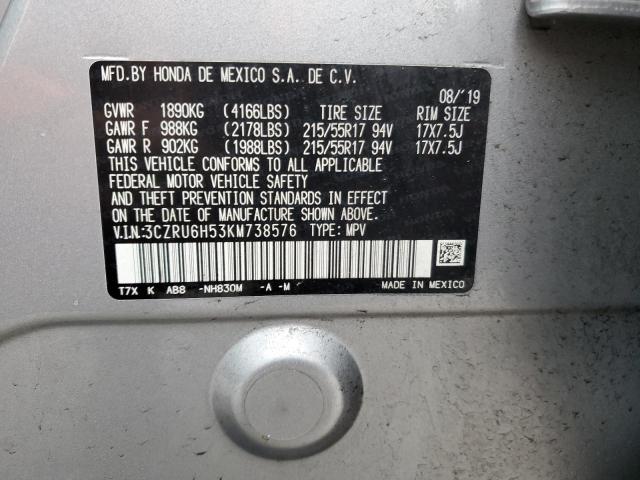 MFD.BY HONDA DE MEXICO S.A. DE C.V.
08/'19
GVWR 1890KG (4166LBS) TIRE SIZE RIM SIZE
GAWR F 988KG (2178LBS) 215/55R17 94V 17X7.5J
GAWR R 902KG (1988LBS) 215/55R17 94V 17X7.5J
THIS VEHICLE CONFORMS TO ALL APPLICABLE
FEDERAL MOTOR VEHICLE SAFETY
AND THEFT PREVENTION STANDARDS IN EFFECT
ON THE DATE OF MANUFACTURE SHOWN ABOVE.
V.I.N:3CZRU6H53KM738576 TYPE: MPV
T7X K AB8 -NH830M -A -M MADE IN MEXICO